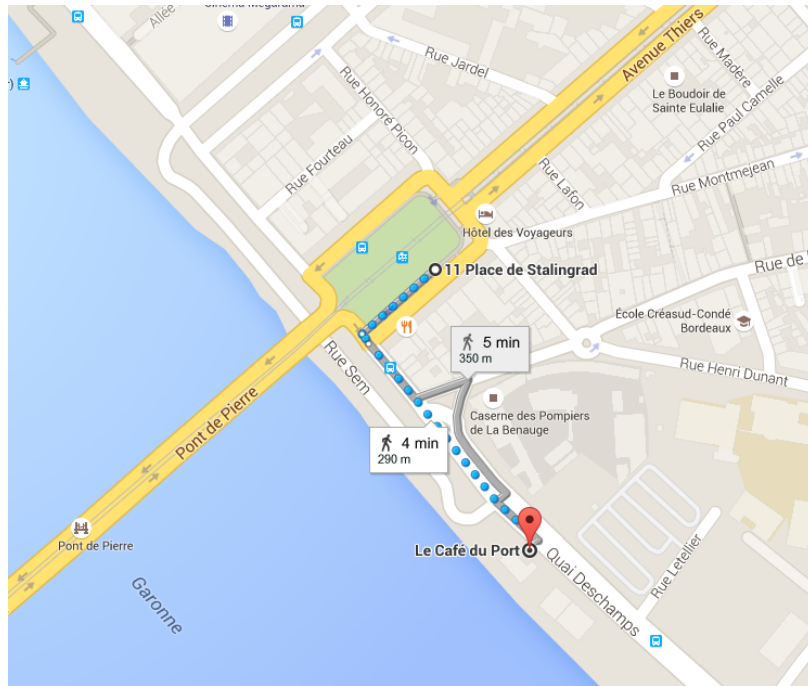 Cinéma Mégarama
Allée
r)
Rue Jardel
Avenue Thiers
Rue Madère
Le Boudoir de
Sainte Eulalie
Rue Paul Camelle
Rue Honoré Picon
Rue Fourteau
Rue Lafon
Rue Montmejean
Hôtel des Voyageurs
11 Place de Stalingrad
Rue de
École Créasud-Condé
Bordeaux
5 min
350 m
Rue Sem
Rue Henri Dunant
Pont de Pierre
Caserne des Pompiers
de La Benauge
4 min
290 m
Pont de Pierre
Le Café du Port
Quai Deschamps
Rue Letellier
Garonne